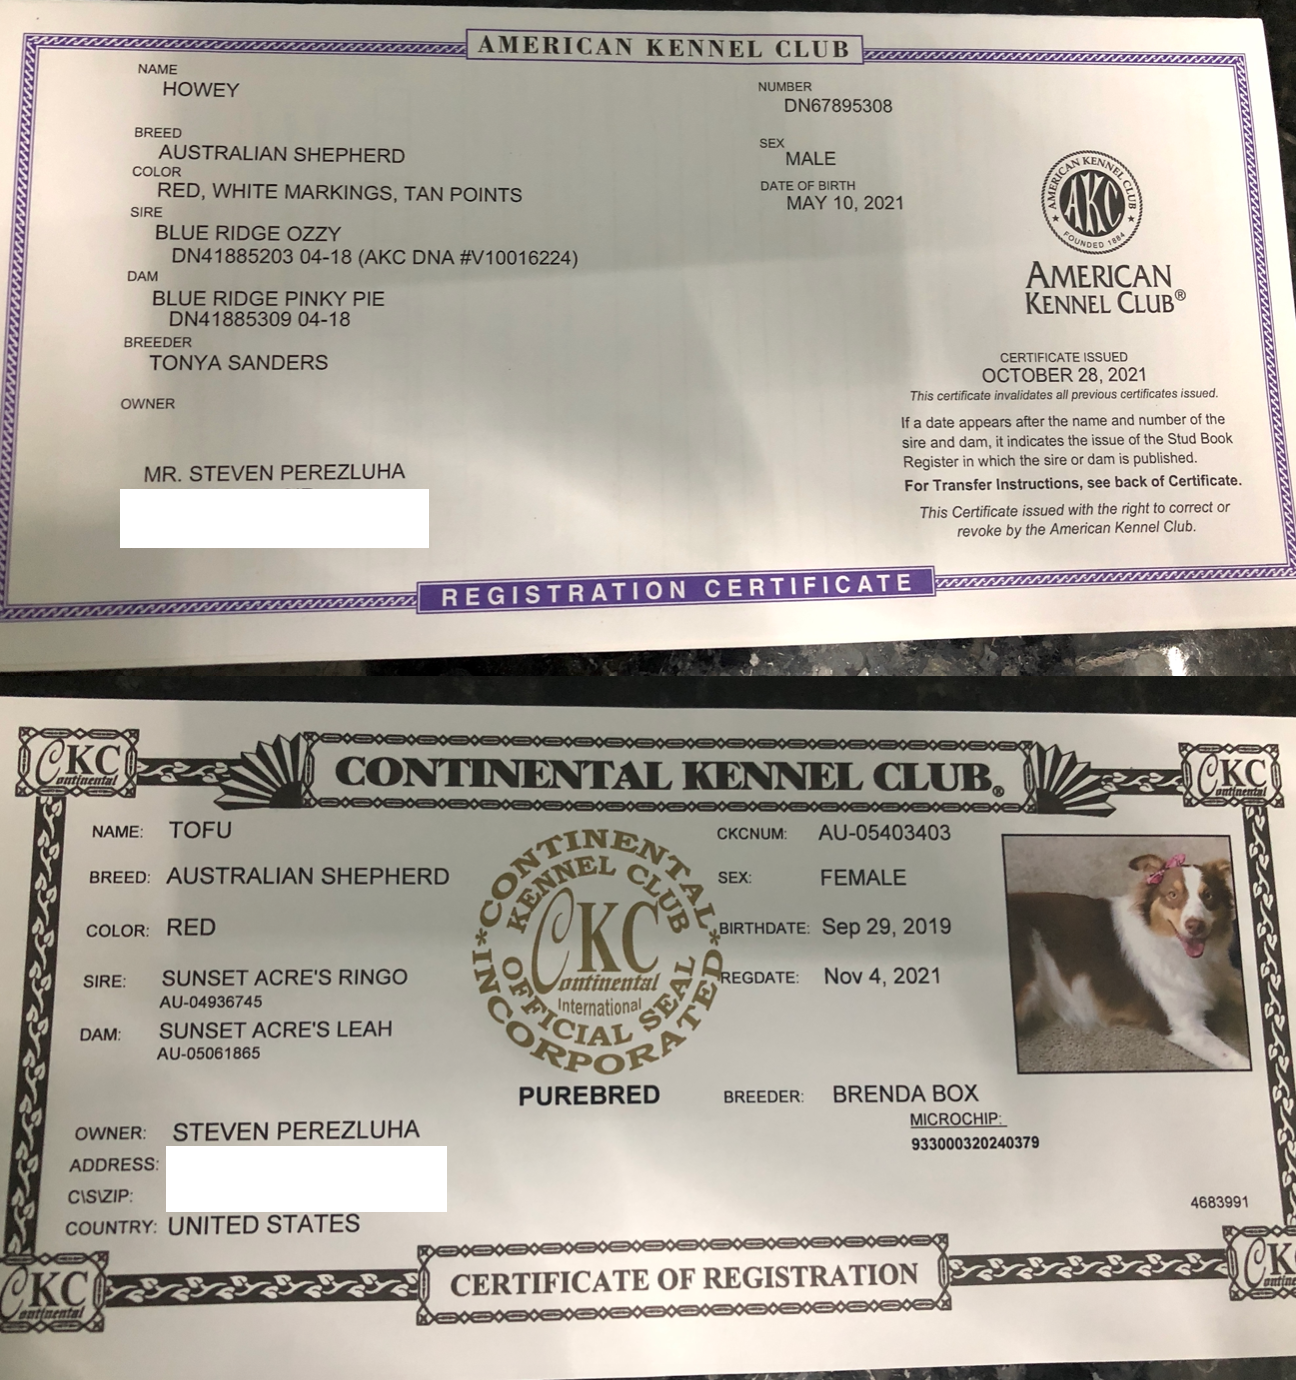 AMERICAN KENNEL CLUB
NAME
HOWEY
NUMBER
DN67895308
BREED
AUSTRALIAN SHEPHERD
SEX
MALE
COLOR
RED, WHITE MARKINGS, TAN POINTS
DATE OF BIRTH
MAY 10, 2021
SIRE
BLUE RIDGE OZZY
DN41885203 04-18 (AKC DNA #V10016224)
DAM
BLUE RIDGE PINKY PIE
DN41885309 04-18
BREEDER
TONYA SANDERS
OWNER
MR. STEVEN PEREZLUHA
AMERICAN KENNEL CLUB
AKC
FOUNDED 1884
AMERICAN
KENNEL CLUB®
CERTIFICATE ISSUED
OCTOBER 28, 2021
This certificate invalidates all previous certificates issued.
If a date appears after the name and number of the
sire and dam, it indicates the issue of the Stud Book
Register in which the sire or dam is published.
For Transfer Instructions, see back of Certificate.
This Certificate issued with the right to correct or
revoke by the American Kennel Club.
REGISTRATION CERTIFICATE
CKC
Continental
CONTINENTAL KENNEL CLUB®
CKC
Continental
NAME: TOFU
BREED: AUSTRALIAN SHEPHERD
COLOR: RED
SIRE: SUNSET ACRE'S RINGO
AU-04936745
DAM: SUNSET ACRE'S LEAH
AU-05061865
CONTINENTAL
KENNEL CLUB
CKC
Continental
International
OFFICIAL SEAL
INCORPORATED
PUREBRED
CKCNUM: AU-05403403
SEX: FEMALE
BIRTHDATE: Sep 29, 2019
REGDATE: Nov 4, 2021
BREEDER: BRENDA BOX
MICROCHIP:
933000320240379
OWNER: STEVEN PEREZLUHA
ADDRESS:
C\S\ZIP:
COUNTRY: UNITED STATES
4683991
CKC
Continental
CERTIFICATE OF REGISTRATION
CK
Contine